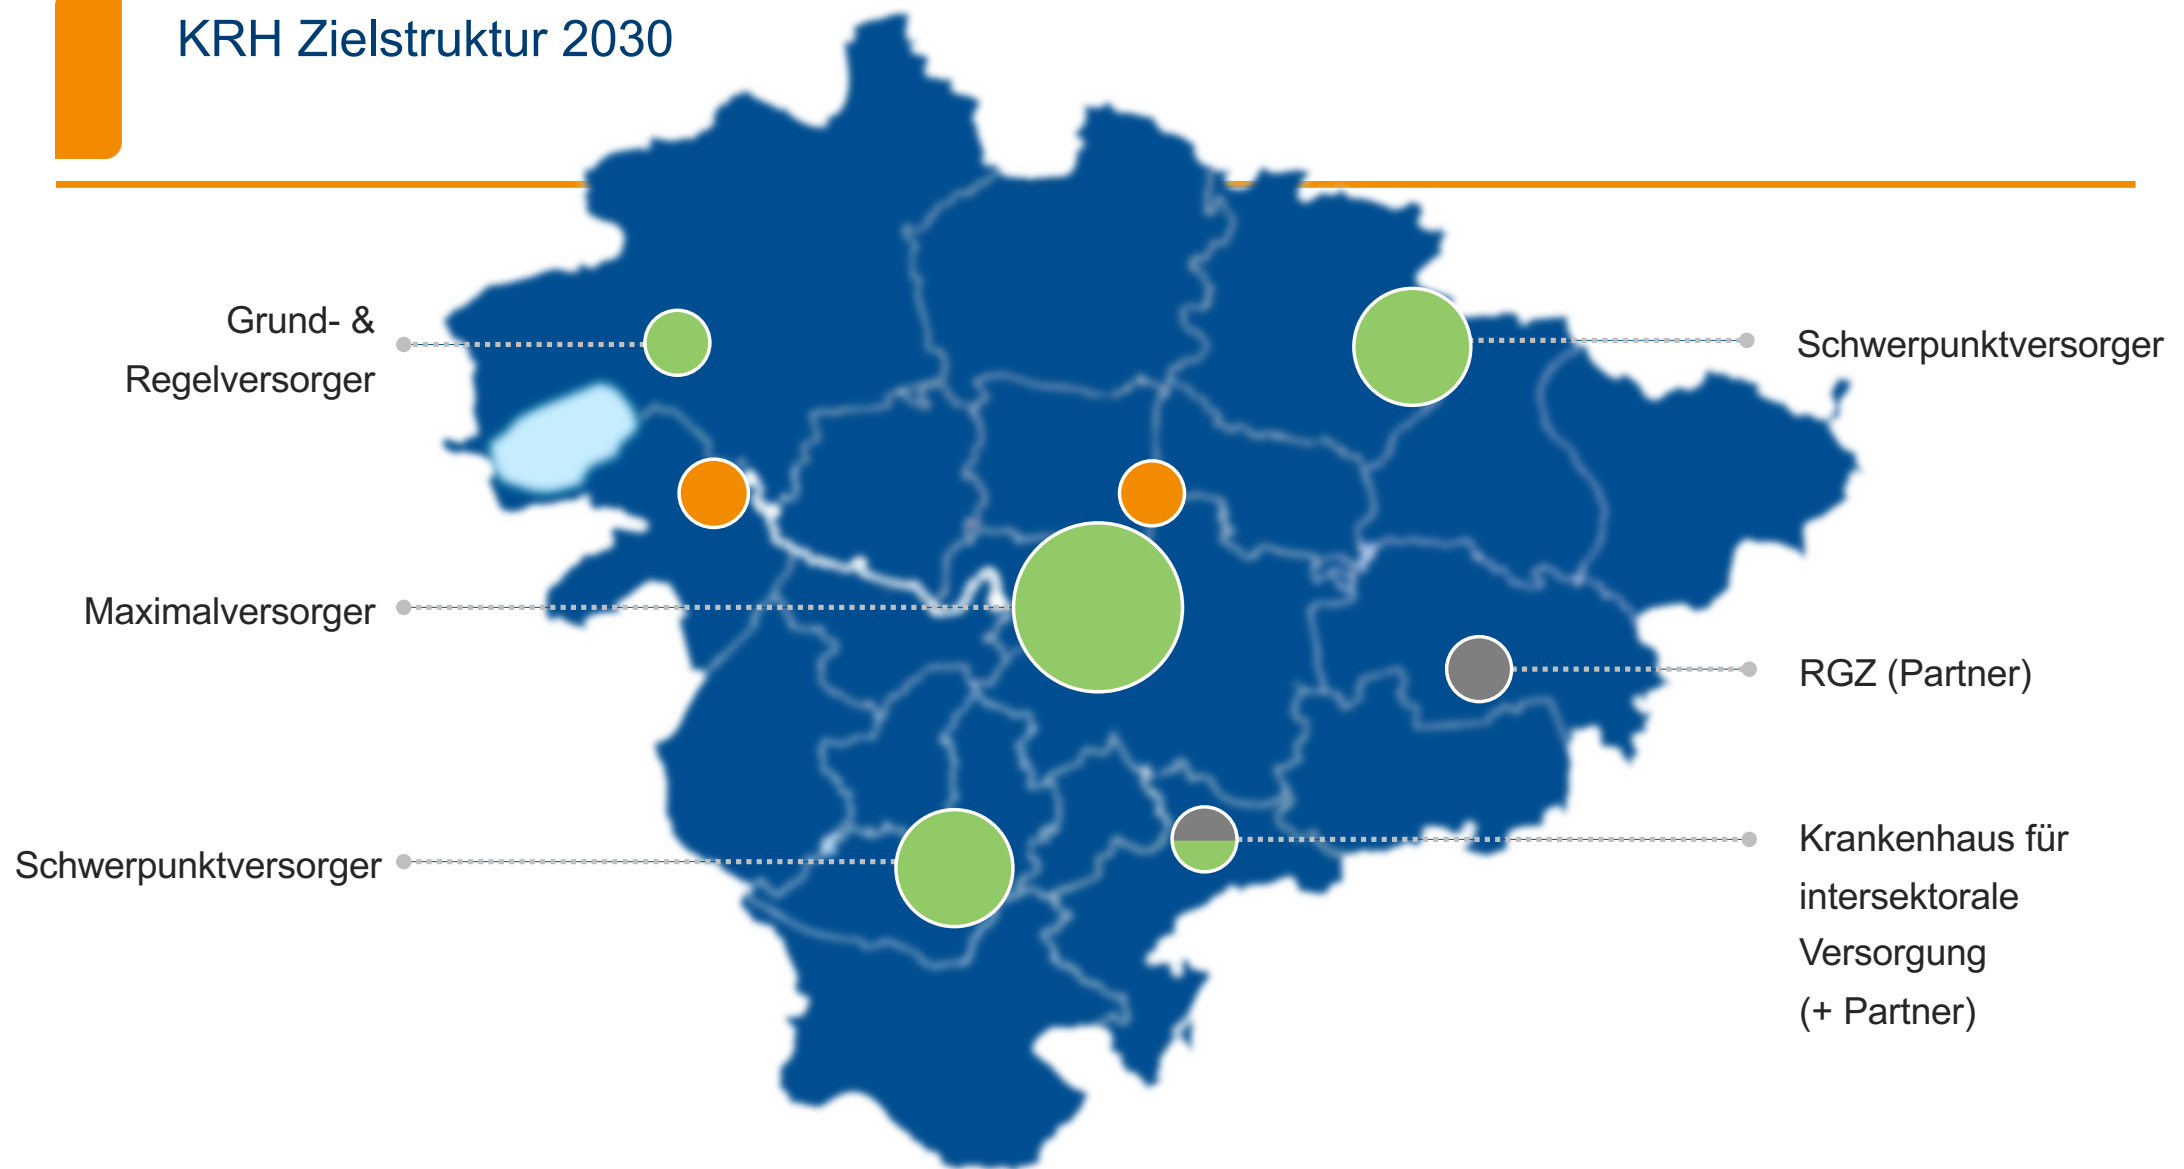 KRH Zielstruktur 2030
Grund- &
Regelversorger
Maximalversorger
Schwerpunktversorger
Schwerpunktversorger
RGZ (Partner)
Krankenhaus für
intersektorale
Versorgung
(+ Partner)